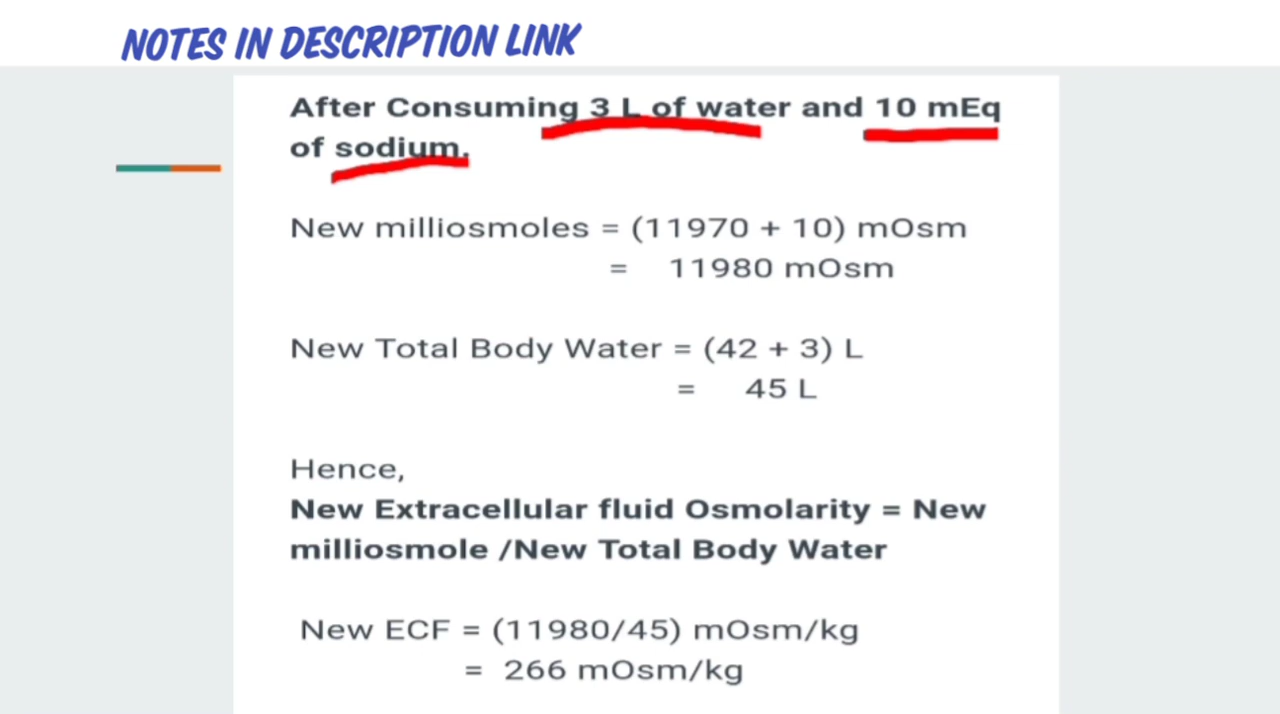 NOTES IN DESCRIPTION LINK
After Consuming 3 L of water and 10 mEq
of sodium.
New milliosmoles = (11970 + 10) mOsm
= 11980 mOsm
New Total Body Water = (42 + 3) L
= 45 L
Hence,
New Extracellular fluid Osmolarity = New
milliosmole /New Total Body Water
New ECF = (11980/45) mOsm/kg
= 266 mOsm/kg